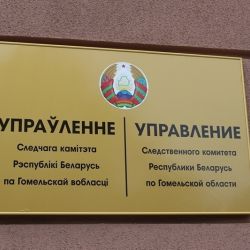 УПРАЎЛЕННЕ
Следчага камітэта
Рэспублікі Беларусь
па Гомельскай вобласці
УПРАВЛЕНИЕ
Следственного комитета
Республики Беларусь
по Гомельской области